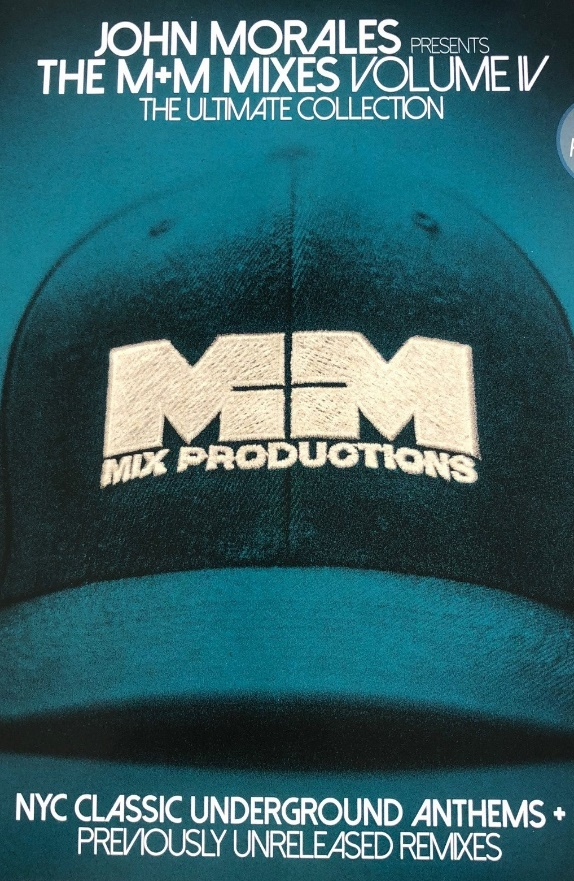 JOHN MORALES PRESENTS
THE M+M MIXES VOLUME IV
THE ULTIMATE COLLECTION
M+M
MIX PRODUCTIONS
NYC CLASSIC UNDERGROUND ANTHEMS +
PREVIOUSLY UNRELEASED REMIXES